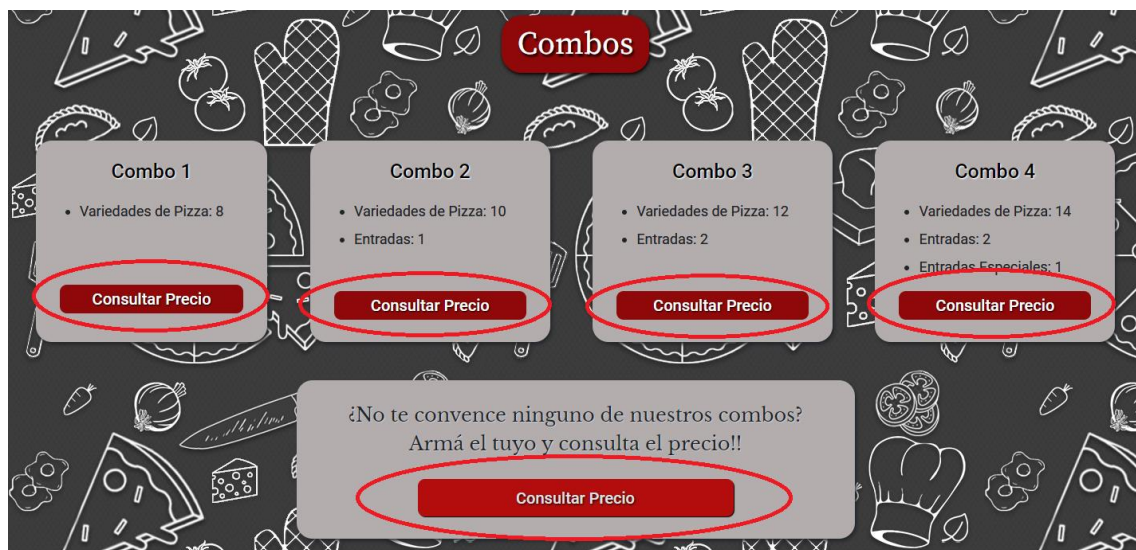 Combos
Combo 1
Variedades de Pizza: 8
Consultar Precio
Combo 2
Variedades de Pizza: 10
Entradas: 1
Consultar Precio
Combo 3
Variedades de Pizza: 12
Entradas: 2
Consultar Precio
Combo 4
Variedades de Pizza: 14
Entradas: 2
Entradas Especiales: 1
Consultar Precio
¿No te convence ninguno de nuestros combos?
Armá el tuyo y consulta el precio!!
Consultar Precio